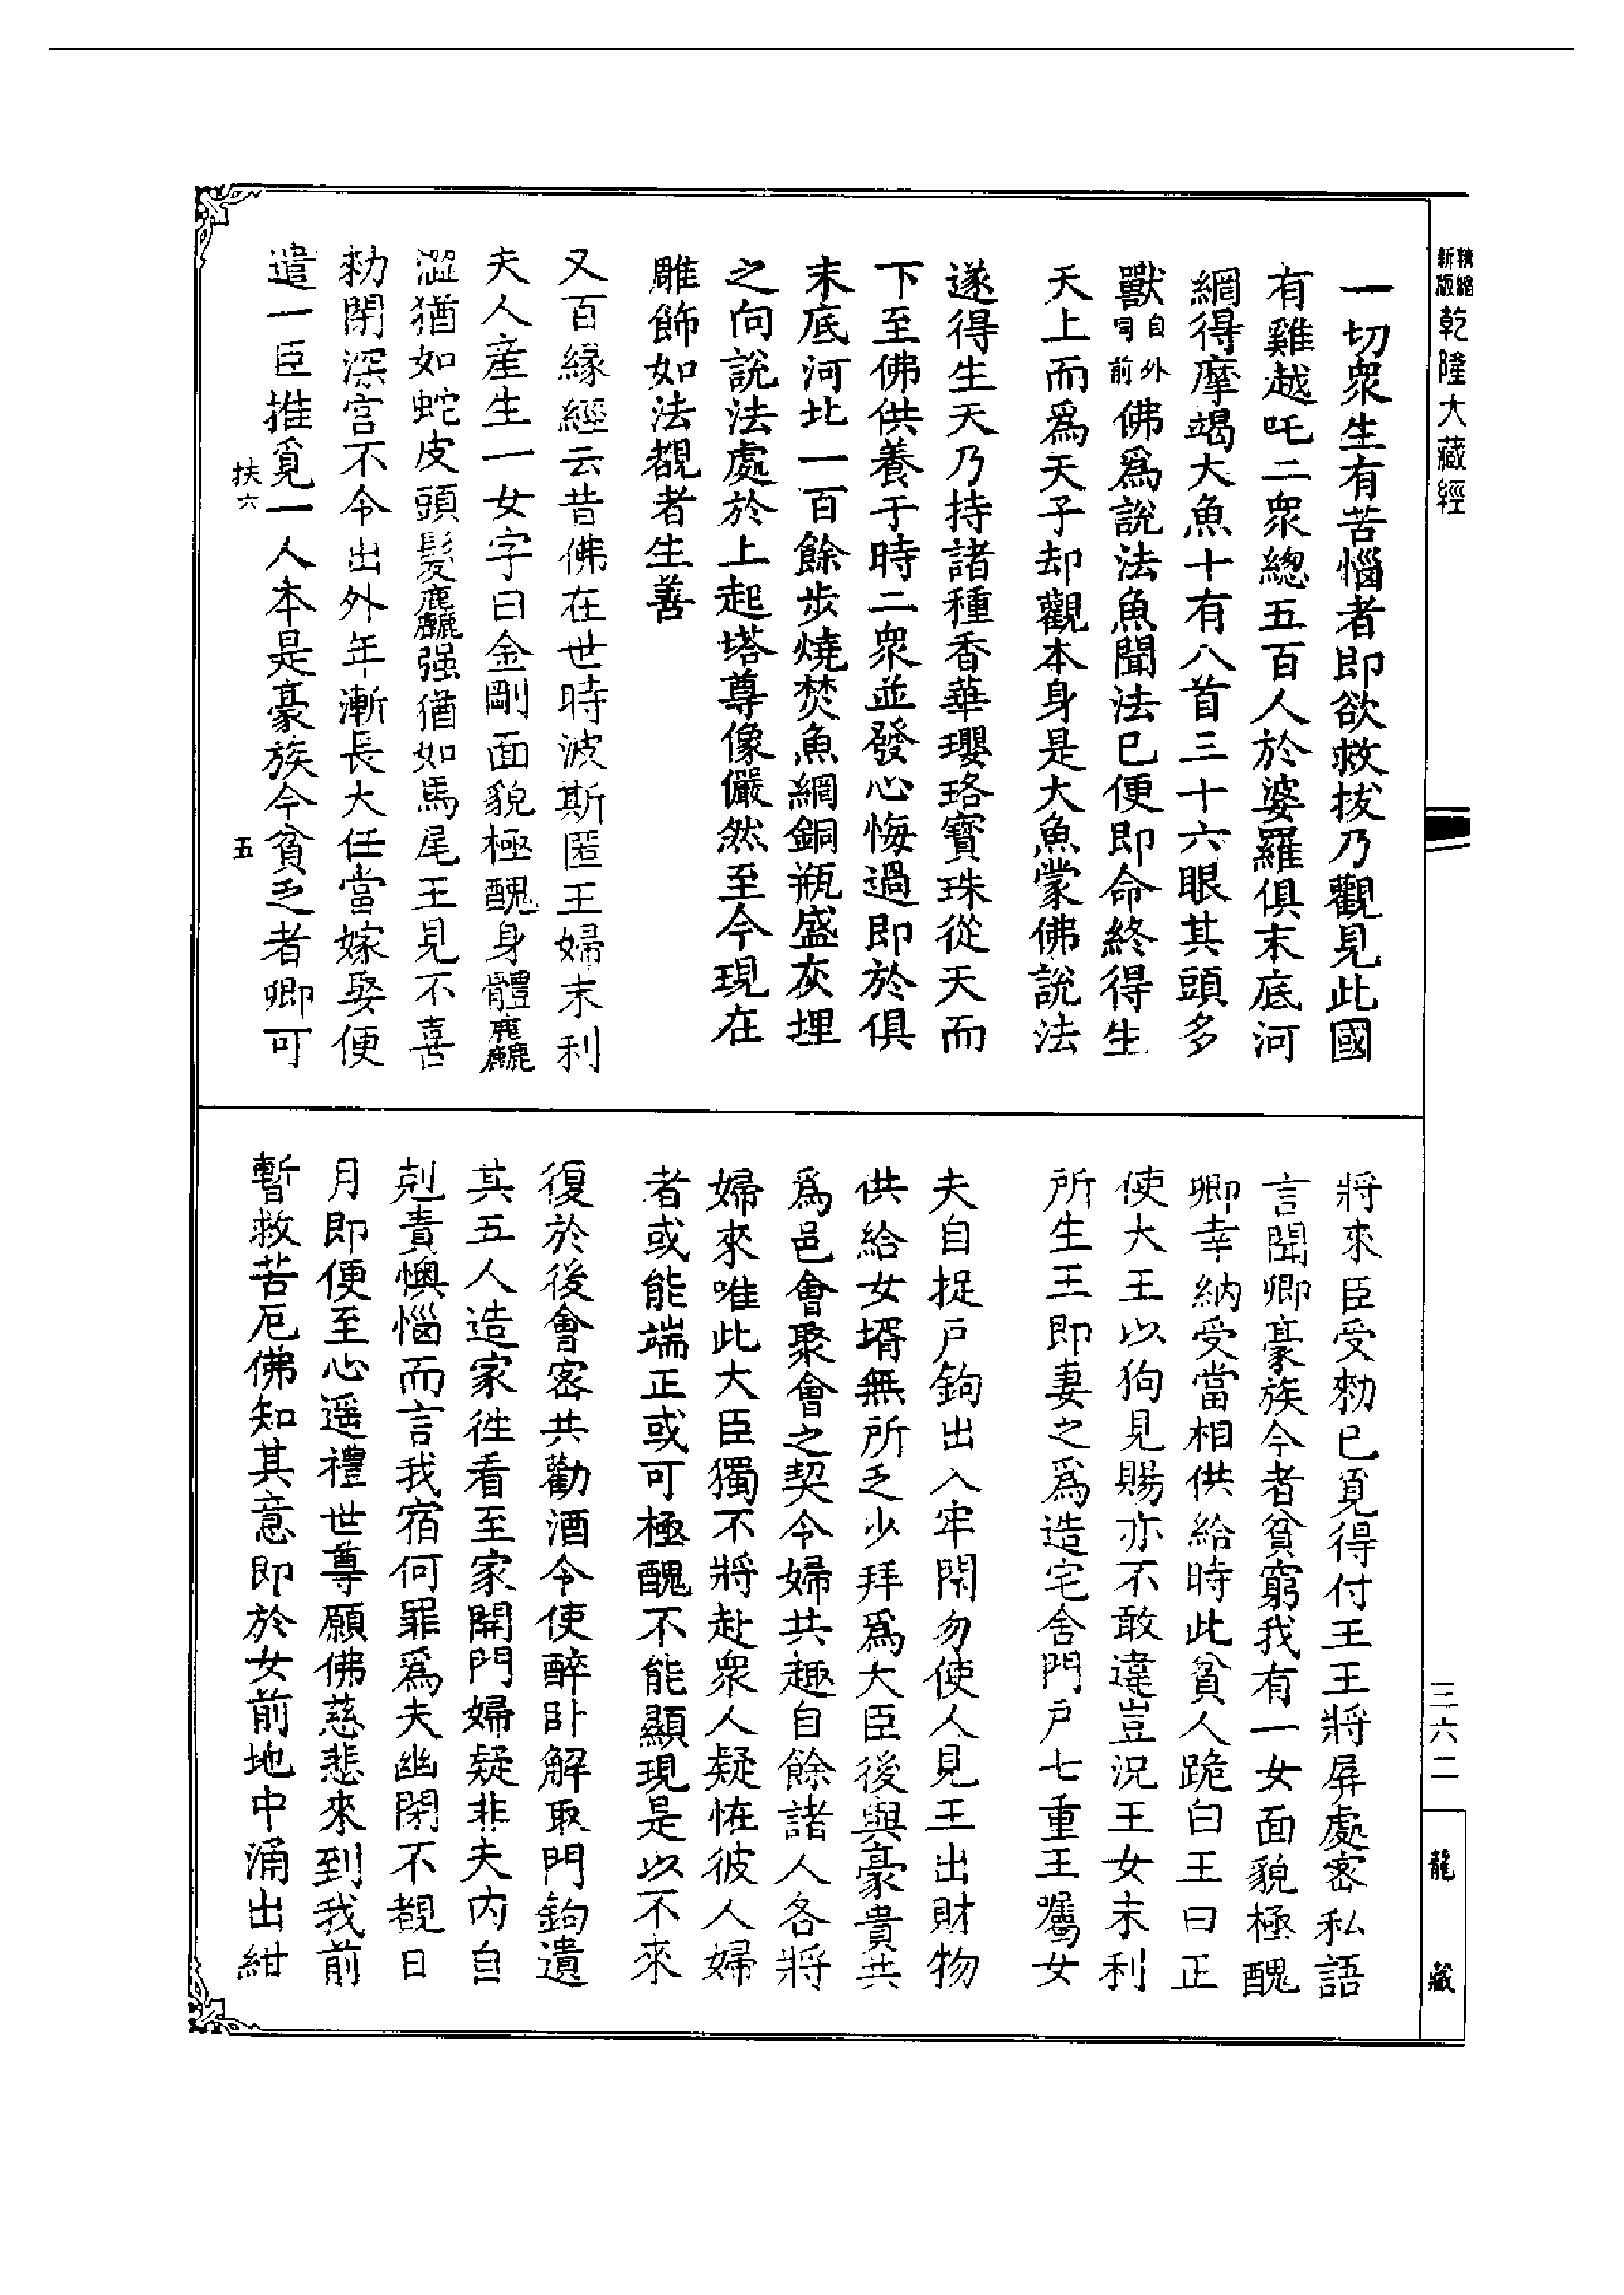 精縮新版乾隆大藏經
一切衆生有苦惱者即欲救拔乃觀見此國
有雞越吒二衆總五百人於婆羅俱末底河
網得摩竭大魚十有八首三十六眼其頭多
獸自外同前佛爲說法魚聞法已便即命終得生
天上而爲天子却觀本身是大魚蒙佛說法
遂得生天乃持諸種香華瓔珞寶珠從天而
下至佛供養于時二衆並發心悔過即於俱
末底河北一百餘步燒焚魚網銅瓶盛灰埋
之向說法處於上起塔尊像儼然至今現在
雕飾如法覩者生善
又百緣經云昔佛在世時波斯匿王婦末利
夫人產生一女字曰金剛面貌極醜身體麤
澀猶如蛇皮頭髮麤强猶如馬尾王見不喜
勑閉深宫不令出外年漸長大任當嫁娶便
遣一臣推覓一人本是豪族今貧乏者卿可
扶六
五
將來臣受勑已覓得付王王將屏處密私語
言聞卿豪族今者貧窮我有一女面貌極醜
卿幸納受當相供給時此貧人跪白王曰正
使大王以狗見賜亦不敢違豈況王女末利
所生王即妻之爲造宅舍門户七重王囑女
夫自捉户鉤出入牢閉勿使人見王出財物
供給女壻無所乏少拜爲大臣後與豪貴共
爲邑會聚會之契令婦共趣自餘諸人各將
婦來唯此大臣獨不將赴衆人疑恠彼人婦
者或能端正或可極醜不能顯現是以不來
復於後會密共勸酒令使醉卧解取門鉤遣
其五人造家徃看至家開門婦疑非夫内自
剋責懊惱而言我宿何罪爲夫幽閉不覩日
月即便至心遥禮世尊願佛慈悲來到我前
暫救苦厄佛知其意即於女前地中涌出紺
三六二
龍藏